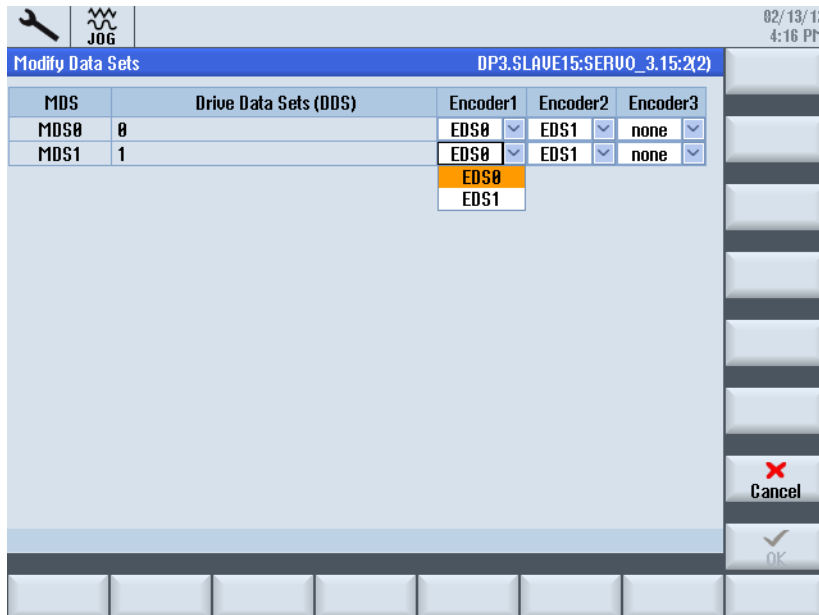 JOG
02/13/1
4:16 PM
Modify Data Sets DP3.SLAVE15:SERVO_3.15:2(2)
MDS Drive Data Sets (DDS) Encoder1 Encoder2 Encoder3
MDS0 0 EDS0 EDS1 none
MDS1 1 EDS0 EDS1 none
EDS0
EDS1
Cancel
OK